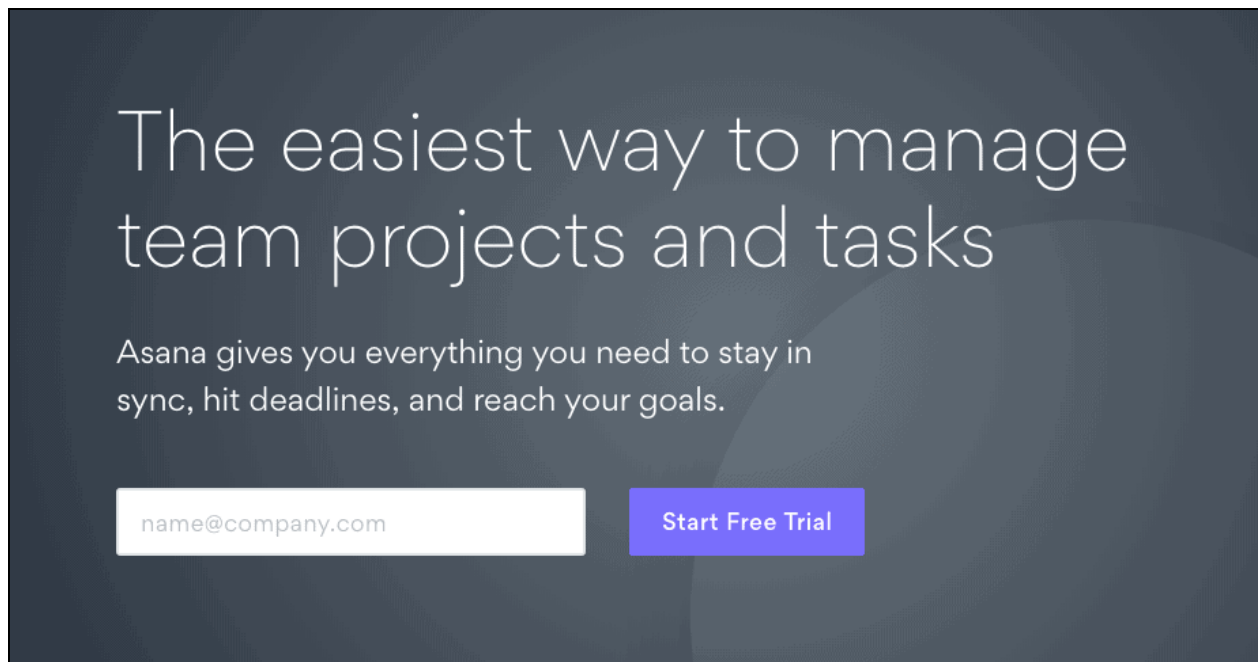 The easiest way to manage
team projects and tasks
Asana gives you everything you need to stay in
sync, hit deadlines, and reach your goals.
name@company.com
Start Free Trial